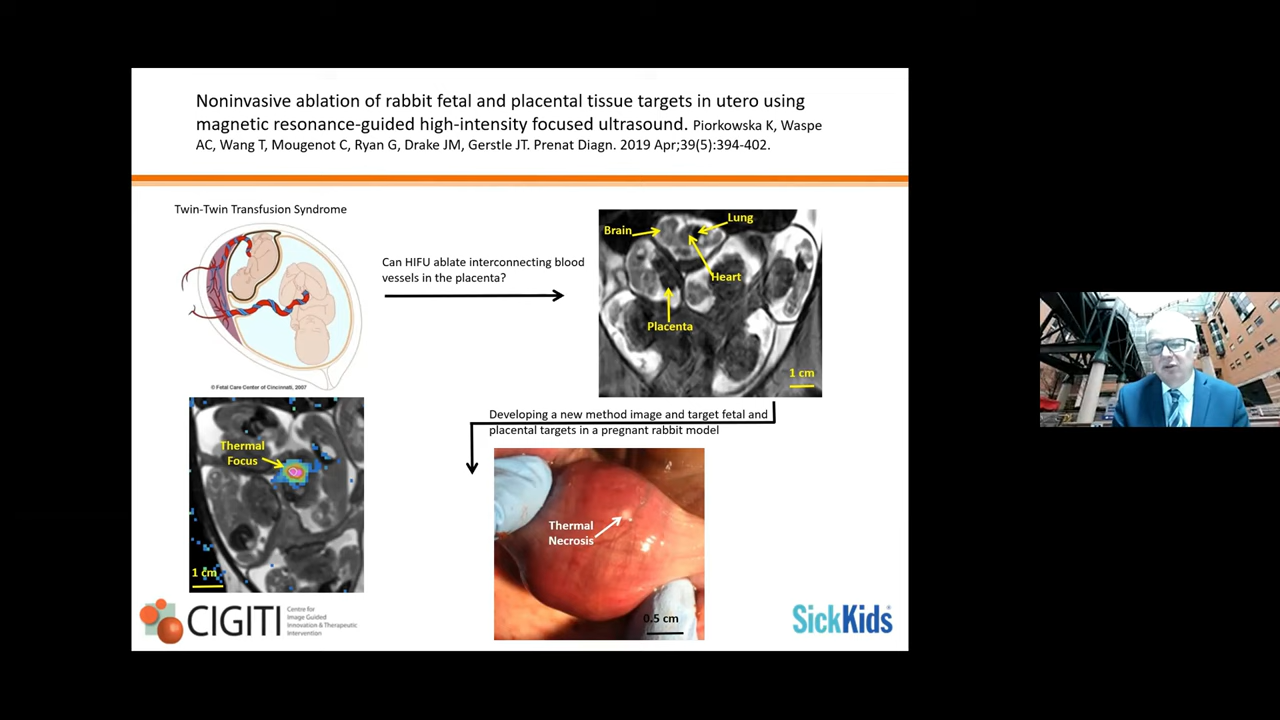 Noninvasive ablation of rabbit fetal and placental tissue targets in utero using
magnetic resonance-guided high-intensity focused ultrasound. Piorkowska K, Waspe
AC, Wang T, Mougenot C, Ryan G, Drake JM, Gerstle JT. Prenat Diagn. 2019 Apr;39(5):394-402.
Twin-Twin Transfusion Syndrome
© Fetal Care Center of Cincinnati, 2007
Can HIFU ablate interconnecting blood
vessels in the placenta?
Brain
Lung
Heart
Placenta
1 cm
Developing a new method image and target fetal and
placental targets in a pregnant rabbit model
Thermal
Focus
1 cm
Thermal
Necrosis
0.5 cm
CIGITI
Centre for
Image Guided
Innovation & Therapeutic
Intervention
SickKids